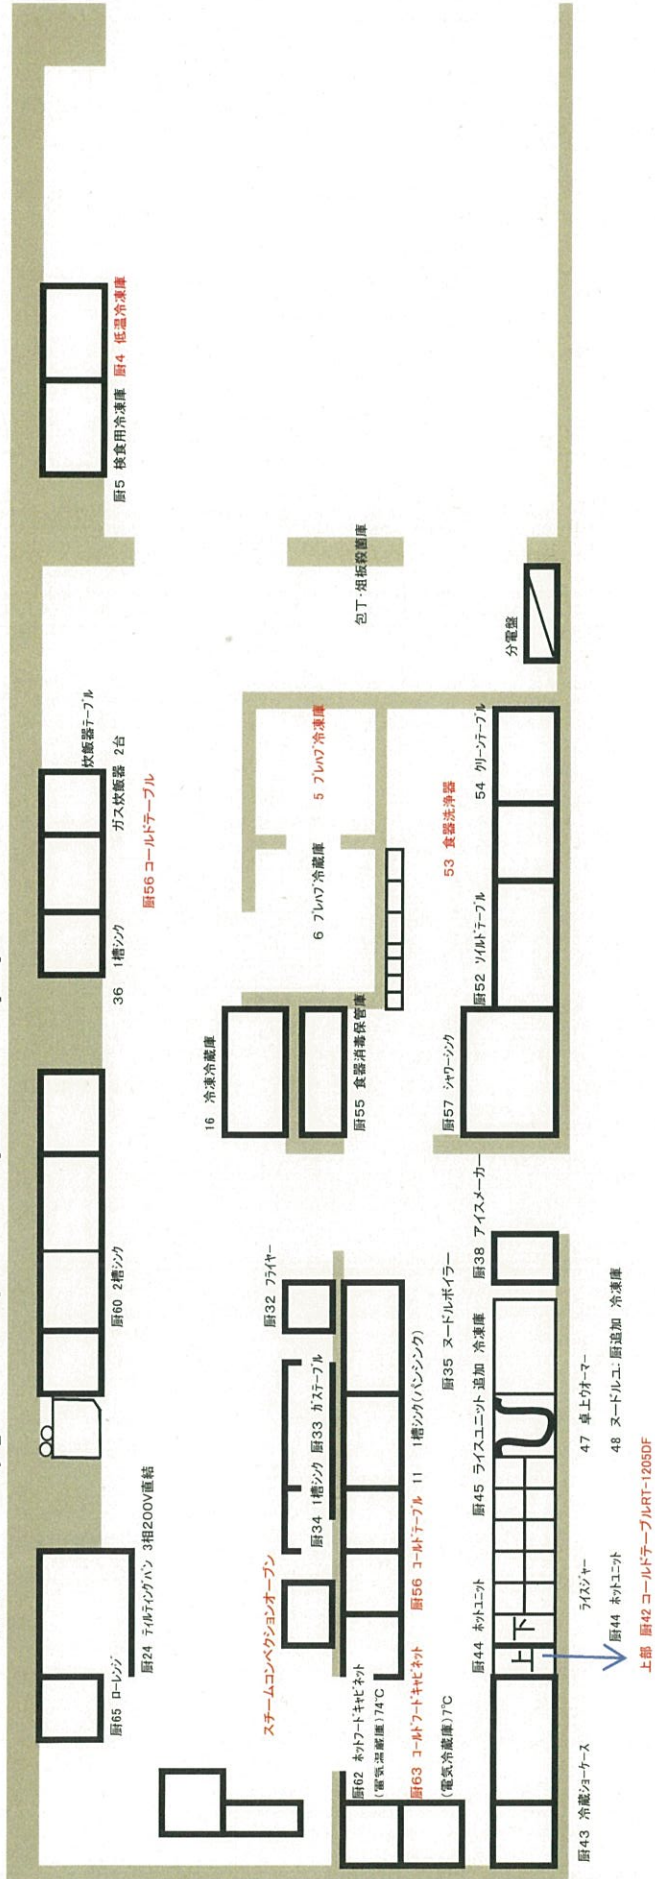 厨5 検食用冷凍庫
厨4 低温冷凍庫
包丁・俎板殺菌庫
分電盤
炊飯器テーブル
ガス炊飯器 2台
36 1槽シンク
厨56 コールドテーブル
5 プレハブ冷凍庫
6 プレハブ冷蔵庫
53 食器洗浄器
54 クリーンテーブル
厨52 ソイルドテーブル
厨57 シャワーシンク
16 冷凍冷蔵庫
厨55 食器消毒保管庫
厨60 2槽シンク
厨32 フライヤー
厨33 ガステーブル
厨34 1槽シンク
スチームコンベクションオーブン
厨24 ティルティングパン 3相200V直結
厨65 ローレンジ
厨62 ホットフードキャビネット
(電気温蔵庫)74℃
厨63 コールドフードキャビネット
(電気冷蔵庫)7℃
厨56 コールドテーブル
11 1槽シンク(パンシンク)
厨35 ヌードルボイラー
厨38 アイスメーカー
厨45 ライスユニット 追加 冷凍庫
厨44 ホットユニット
上
下
厨43 冷蔵ショーケース
ライスジャー
47 卓上ウオーマー
厨44 ホットユニット
48 ヌードルユ:厨追加 冷凍庫
上部 厨42 コールドテーブルRT-1205DF